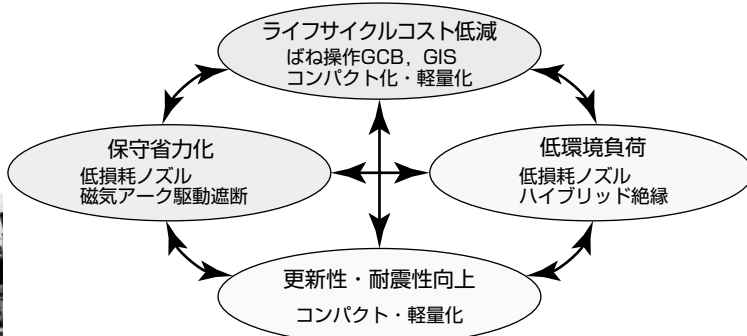 ライフサイクルコスト低減
ばね操作GCB，GIS
コンパクト化・軽量化
保守省力化
低損耗ノズル
磁気アーク駆動遮断
低環境負荷
低損耗ノズル
ハイブリッド絶縁
更新性・耐震性向上
コンパクト・軽量化